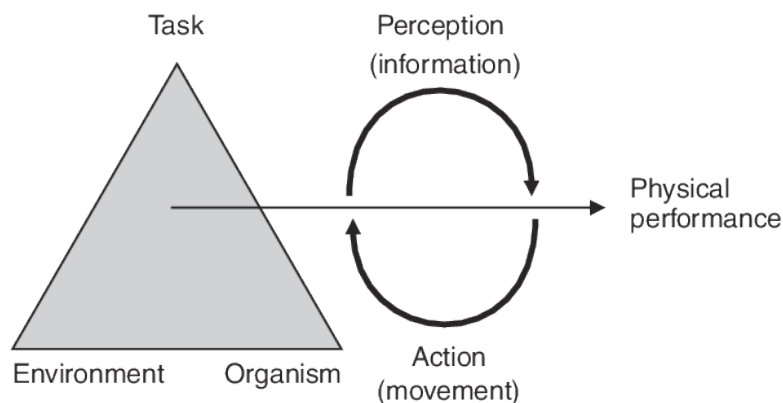 Task
Perception
(information)
Physical
performance
Environment
Organism
Action
(movement)